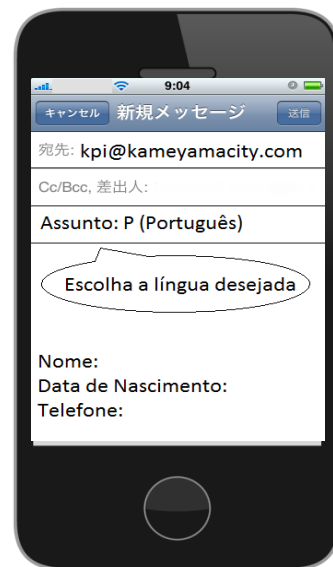 9:04
キャンセル 新規メッセージ 送信
宛先: kpi@kameyamacity.com
Cc/Bcc, 差出人:
Assunto: P (Português)
Escolha a língua desejada
Nome:
Data de Nascimento:
Telefone: